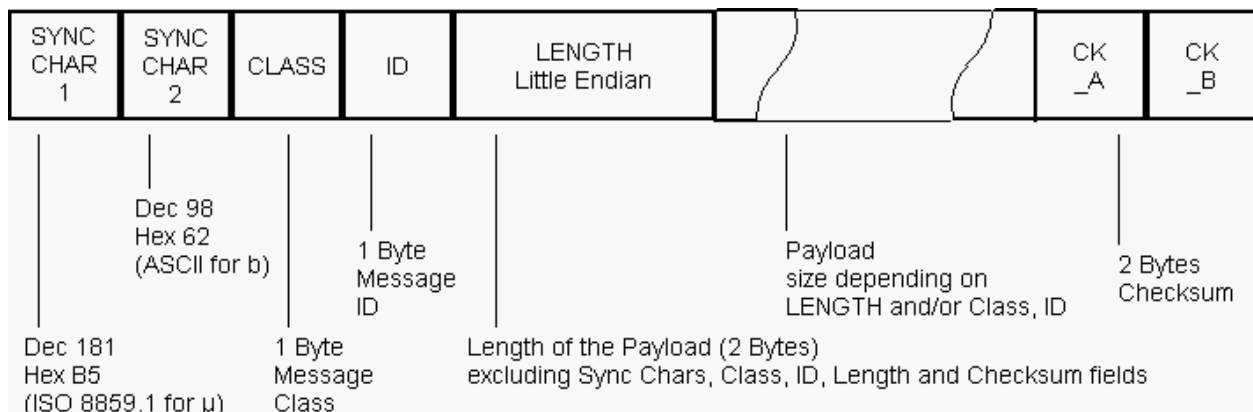 SYNC
CHAR
1
SYNC
CHAR
2
CLASS
ID
LENGTH
Little Endian
CK
_A
CK
_B
Dec 98
Hex 62
(ASCII for b)
1 Byte
Message
ID
Payload
size depending on
LENGTH and/or Class, ID
2 Bytes
Checksum
Dec 181
Hex B5
(ISO 8859.1 for μ)
1 Byte
Message
Class
Length of the Payload (2 Bytes)
excluding Sync Chars, Class, ID, Length and Checksum fields